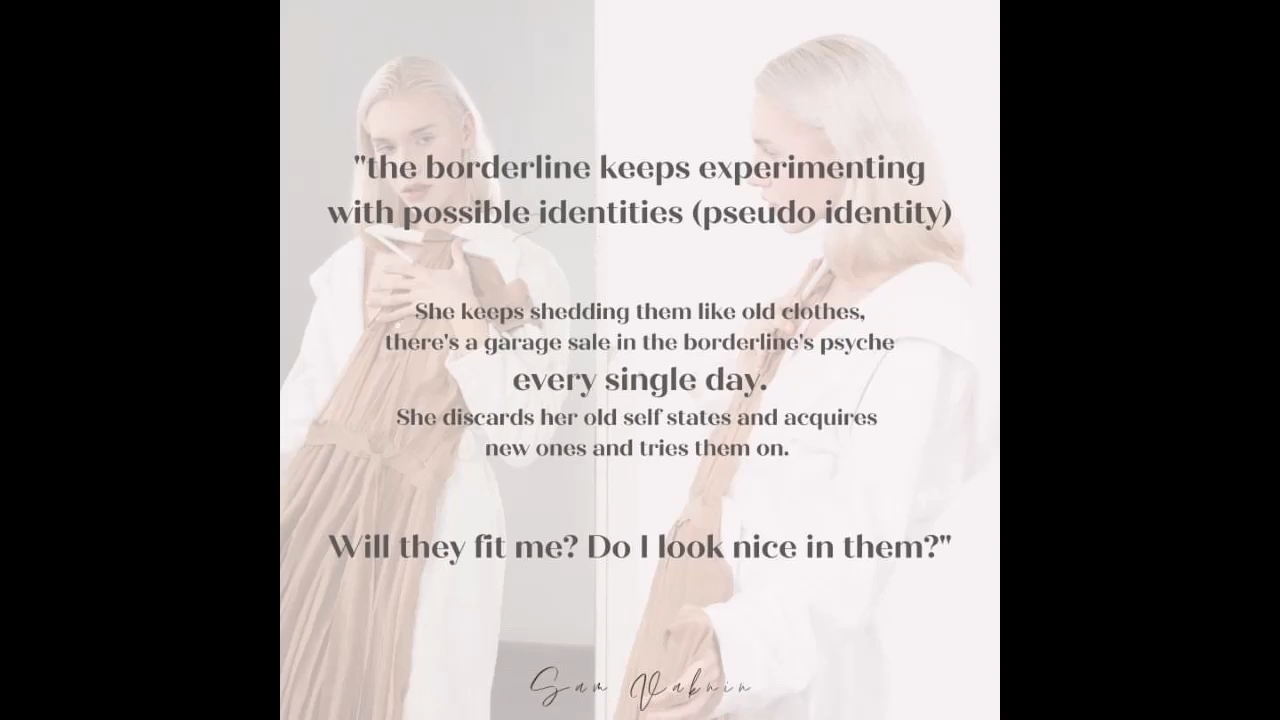 "the borderline keeps experimenting
with possible identities (pseudo identity)
She keeps shedding them like old clothes,
there's a garage sale in the borderline's psyche
every single day.
She discards her old self states and acquires
new ones and tries them on.
Will they fit me? Do I look nice in them?"
Sam Vaknin